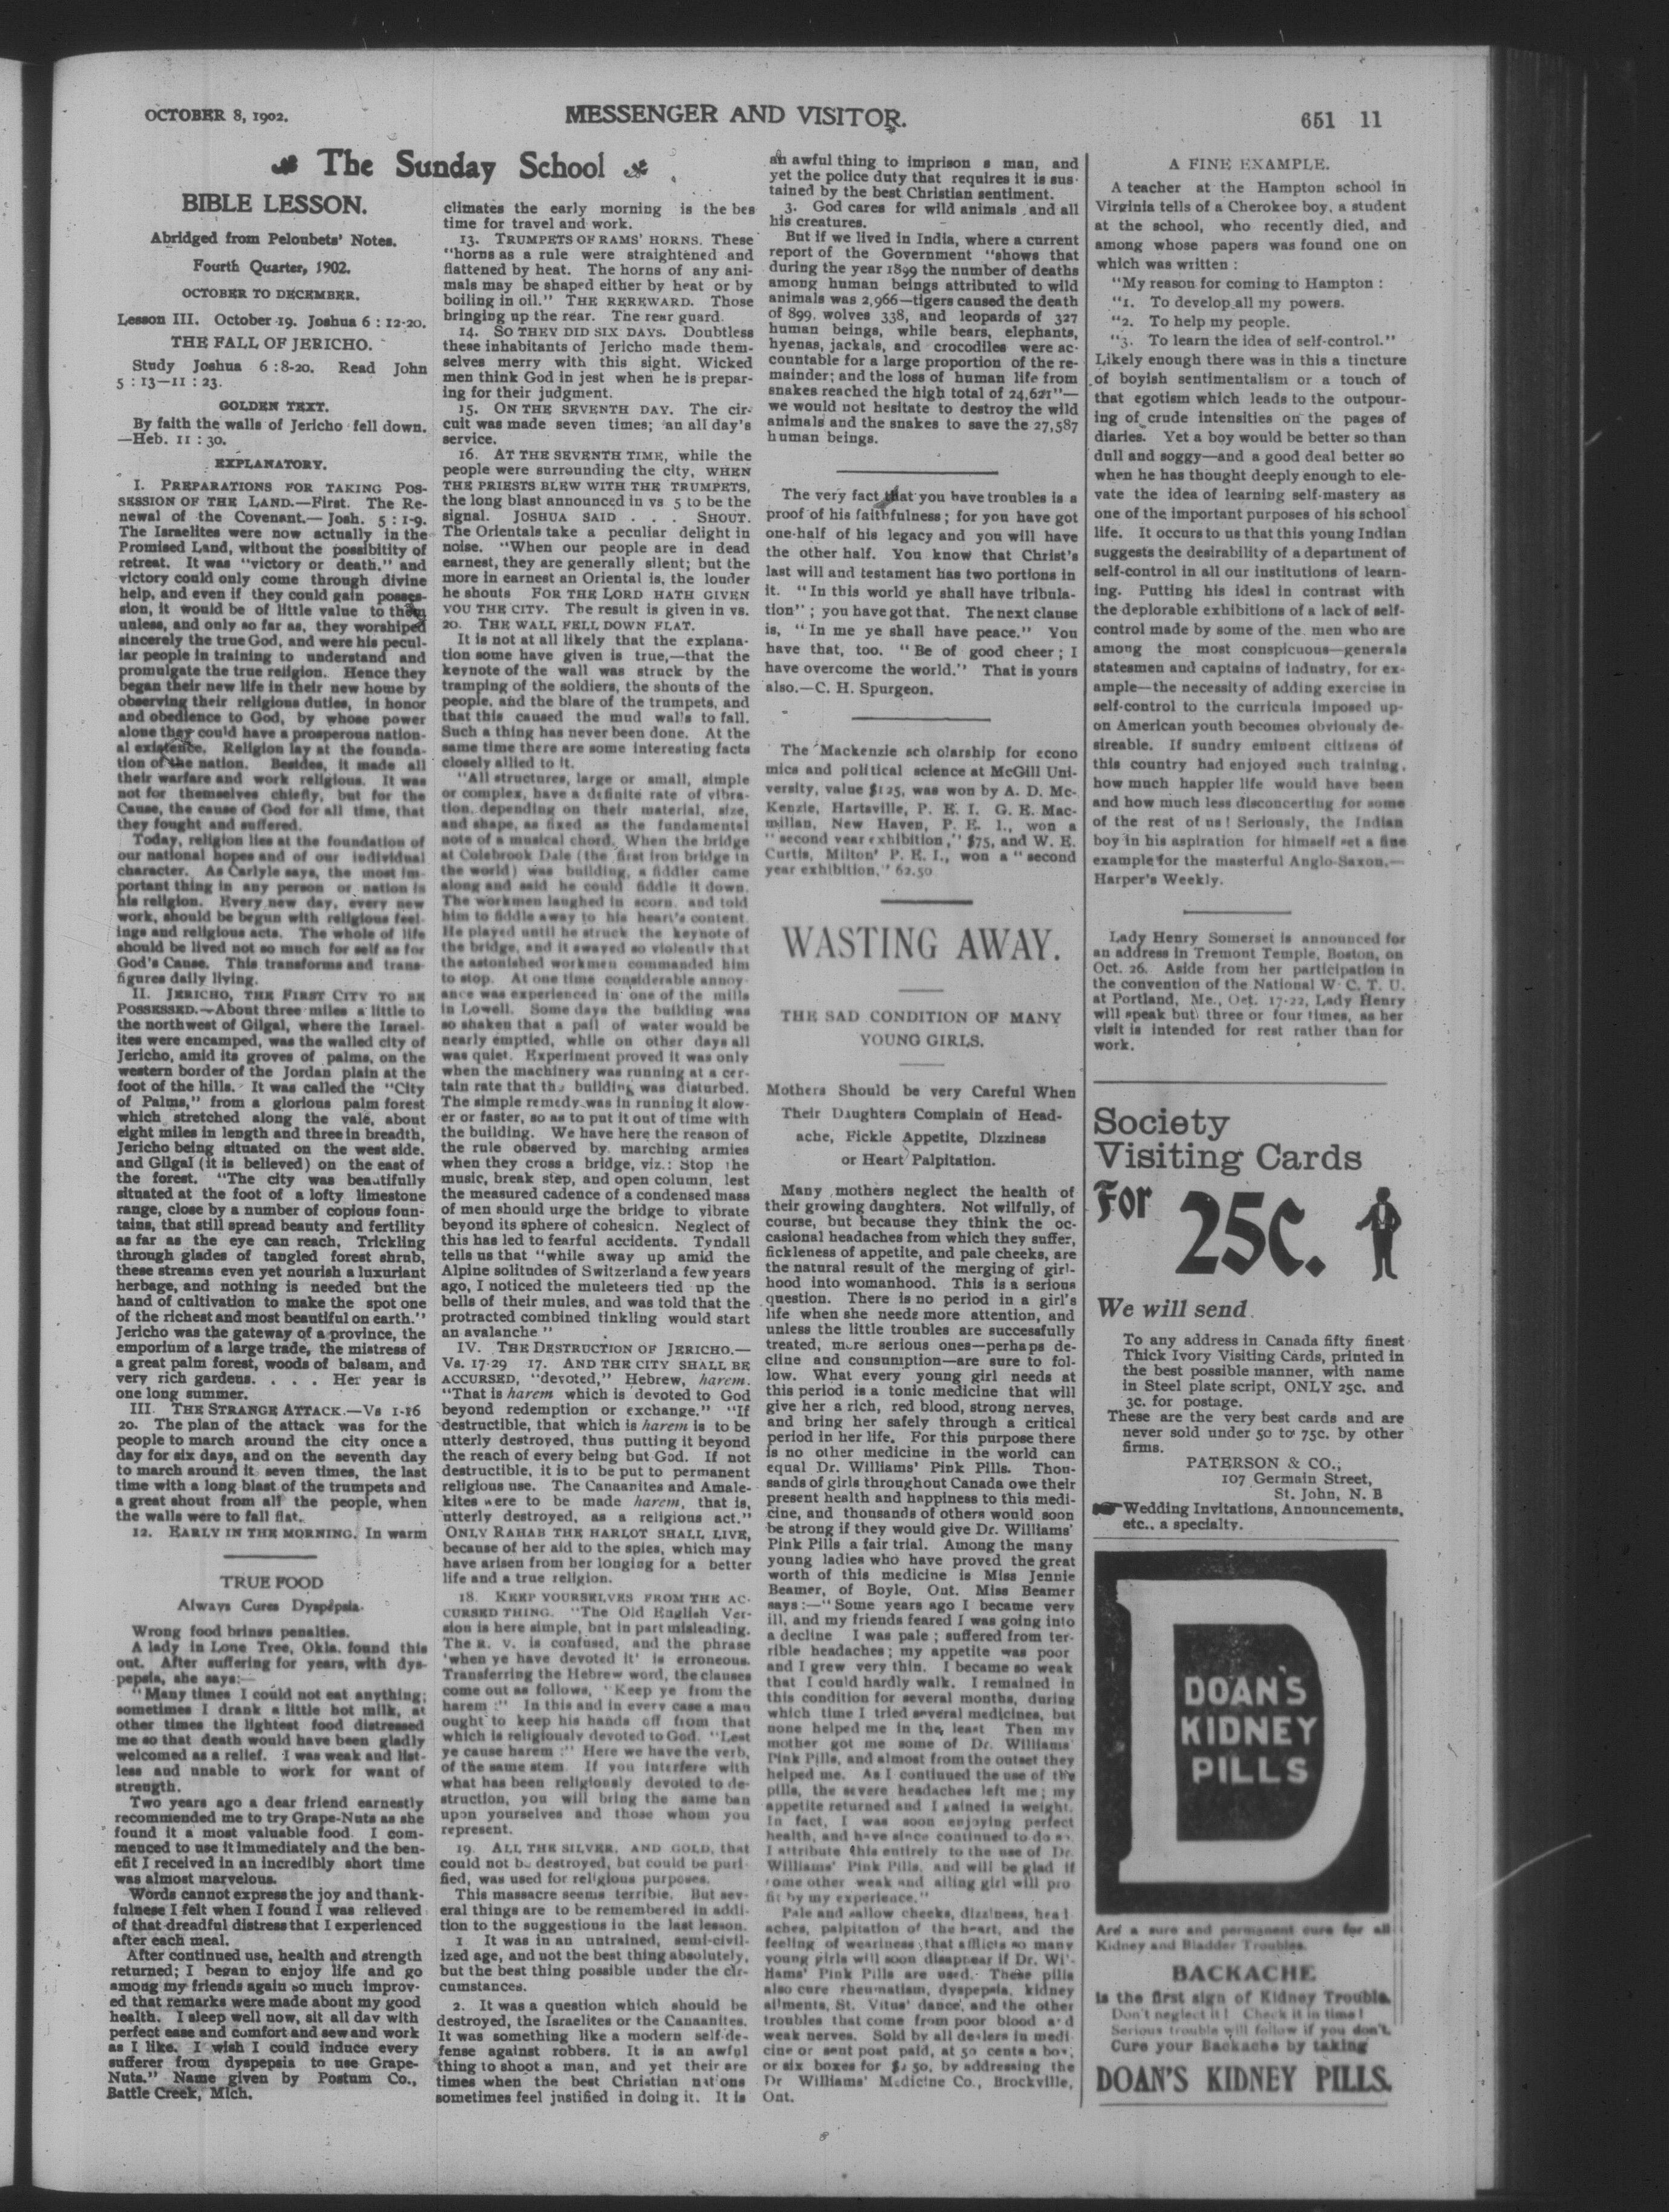 OCTOBER 8, 1902.
MESSENGER AND VISITOR.
651 11
The Sunday School
BIBLE LESSON.
Abridged from Peloubets' Notes.
Fourth Quarter, 1902.
OCTOBER TO DECEMBER.
Lesson III. October 19. Joshua 6 : 12-20.
THE FALL OF JERICHO.
Study Joshua 6 : 8-20. Read John
5 : 13—11 : 23.
GOLDEN TEXT.
By faith the walls of Jericho fell down.
—Heb. 11 : 30.
EXPLANATORY.
I. PREPARATIONS FOR TAKING POS-
SESSION OF THE LAND.—First. The Re-
newal of the Covenant.—Josh. 5 : 1-9.
The Israelites were now actually in the
Promised Land, without the possibitity of
retreat. It was "victory or death," and
victory could only come through divine
help, and even if they could gain posses-
sion, it would be of little value to them
unless, and only so far as, they worshiped
sincerely the true God, and were his pecul-
iar people in training to understand and
promulgate the true religion. Hence they
began their new life in their new home by
observing their religious duties, in honor
and obedience to God, by whose power
alone they could have a prosperous nation-
al existence. Religion lay at the founda-
tion of the nation. Besides, it made all
their warfare and work religious. It was
not for themselves chiefly, but for the
Cause, the cause of God for all time, that
they fought and suffered.
Today, religion lies at the foundation of
our national hopes and of our individual
character. As Carlyle says, the most im-
portant thing in any person or nation is
his religion. Every new day, every new
work, should be begun with religious feel-
ings and religious acts. The whole of life
should be lived not so much for self as for
God's Cause. This transforms and trans-
figures daily living.
II. JERICHO, THE FIRST CITY TO BE
POSSESSED.—About three miles a little to
the northwest of Gilgal, where the Israel-
ites were encamped, was the walled city of
Jericho, amid its groves of palms, on the
western border of the Jordan plain at the
foot of the hills. It was called the "City
of Palms," from a glorious palm forest
which stretched along the vale, about
eight miles in length and three in breadth,
Jericho being situated on the west side,
and Gilgal (it is believed) on the east of
the forest. "The city was beautifully
situated at the foot of a lofty limestone
range, close by a number of copious foun-
tains, that still spread beauty and fertility
as far as the eye can reach, Trickling
through glades of tangled forest shrub,
these streams even yet nourish a luxuriant
herbage, and nothing is needed but the
hand of cultivation to make the spot one
of the richest and most beautiful on earth."
Jericho was the gateway of a province, the
emporium of a large trade, the mistress of
a great palm forest, woods of balsam, and
very rich gardens. . . . Her year is
one long summer.
III. THE STRANGE ATTACK.—Vs 1-16
20. The plan of the attack was for the
people to march around the city once a
day for six days, and on the seventh day
to march around it seven times, the last
time with a long blast of the trumpets and
a great shout from all the people, when
the walls were to fall flat.
12. EARLY IN THE MORNING. In warm
TRUE FOOD
Always Cures Dyspepsia.
Wrong food brings penalties.
A lady in Lone Tree, Okla. found this
out. After suffering for years, with dys-
pepsia, she says:—
"Many times I could not eat anything;
sometimes I drank a little hot milk, at
other times the lightest food distressed
me so that death would have been gladly
welcomed as a relief. I was weak and list-
less and unable to work for want of
strength.
Two years ago a dear friend earnestly
recommended me to try Grape-Nuts as she
found it a most valuable food. I com-
menced to use it immediately and the ben-
efit I received in an incredibly short time
was almost marvelous.
Words cannot express the joy and thank-
fulness I felt when I found I was relieved
of that dreadful distress that I experienced
after each meal.
After continued use, health and strength
returned; I began to enjoy life and go
among my friends again so much improv-
ed that remarks were made about my good
health. I sleep well now, sit all day with
perfect ease and comfort and sew and work
as I like. I wish I could induce every
sufferer from dyspepsia to use Grape-
Nuts." Name given by Postum Co.,
Battle Creek, Mich.
climates the early morning is the bes
time for travel and work.
13. TRUMPETS OF RAMS' HORNS. These
"horns as a rule were straightened and
flattened by heat. The horns of any ani-
mals may be shaped either by heat or by
boiling in oil." THE REREWARD. Those
bringing up the rear. The rear guard.
14. SO THEY DID SIX DAYS. Doubtless
these inhabitants of Jericho made them-
selves merry with this sight. Wicked
men think God in jest when he is prepar-
ing for their judgment.
15. ON THE SEVENTH DAY. The cir-
cuit was made seven times; an all day's
service.
16. AT THE SEVENTH TIME, while the
people were surrounding the city, WHEN
THE PRIESTS BLEW WITH THE TRUMPETS,
the long blast announced in vs 5 to be the
signal. JOSHUA SAID . . . SHOUT.
The Orientals take a peculiar delight in
noise. "When our people are in dead
earnest, they are generally silent; but the
more in earnest an Oriental is, the louder
he shouts FOR THE LORD HATH GIVEN
YOU THE CITY. The result is given in vs.
20. THE WALL FELL DOWN FLAT.
It is not at all likely that the explana-
tion some have given is true,—that the
keynote of the wall was struck by the
tramping of the soldiers, the shouts of the
people, and the blare of the trumpets, and
that this caused the mud walls to fall.
Such a thing has never been done. At the
same time there are some interesting facts
closely allied to it.
"All structures, large or small, simple
or complex, have a definite rate of vibra-
tion, depending on their material, size,
and shape, as fixed as the fundamental
note of a musical chord. When the bridge
at Colebrook Dale (the first iron bridge in
the world) was building, a fiddler came
along and said he could fiddle it down.
The workmen laughed in scorn, and told
him to fiddle away to his heart's content.
He played until he struck the keynote of
the bridge, and it swayed so violently that
the astonished workmen commanded him
to stop. At one time considerable annoy-
ance was experienced in one of the mills
in Lowell. Some days the building was
so shaken that a pail of water would be
nearly emptied, while on other days all
was quiet. Experiment proved it was only
when the machinery was running at a cer-
tain rate that the building was disturbed.
The simple remedy was in running it slow-
er or faster, so as to put it out of time with
the building. We have here the reason of
the rule observed by marching armies
when they cross a bridge, viz.: Stop the
music, break step, and open column, lest
the measured cadence of a condensed mass
of men should urge the bridge to vibrate
beyond its sphere of cohesion. Neglect of
this has led to fearful accidents. Tyndall
tells us that "while away up amid the
Alpine solitudes of Switzerland a few years
ago, I noticed the muleteers tied up the
bells of their mules, and was told that the
protracted combined tinkling would start
an avalanche "
IV. THE DESTRUCTION OF JERICHO.—
Vs. 17-29 17. AND THE CITY SHALL BE
ACCURSED, "devoted," Hebrew, harem.
"That is harem which is devoted to God
beyond redemption or exchange." "If
destructible, that which is harem is to be
utterly destroyed, thus putting it beyond
the reach of every being but God. If not
destructible, it is to be put to permanent
religious use. The Canaanites and Amale-
kites were to be made harem, that is,
utterly destroyed, as a religious act."
ONLY RAHAB THE HARLOT SHALL LIVE,
because of her aid to the spies, which may
have arisen from her longing for a better
life and a true religion.
18. KEEP YOURSELVES FROM THE AC-
CURSED THING. "The Old English Ver-
sion is here simple, but in part misleading.
The R. V. is confused, and the phrase
'when ye have devoted it' is erroneous.
Transferring the Hebrew word, the clauses
come out as follows, "Keep ye from the
harem :" In this and in every case a man
ought to keep his hands off from that
which is religiously devoted to God. "Lest
ye cause harem :" Here we have the verb,
of the same stem. If you interfere with
what has been religiously devoted to de-
struction, you will bring the same ban
upon yourselves and those whom you
represent.
19. ALL THE SILVER, AND GOLD, that
could not be destroyed, but could be puri-
fied, was used for religious purposes.
This massacre seems terrible. But sev-
eral things are to be remembered in addi-
tion to the suggestions in the last lesson.
1 It was in an untrained, semi-civil-
ized age, and not the best thing absolutely,
but the best thing possible under the cir-
cumstances.
2. It was a question which should be
destroyed, the Israelites or the Canaanites.
It was something like a modern self-de-
fense against robbers. It is an awful
thing to shoot a man, and yet their are
times when the best Christian nations
sometimes feel justified in doing it. It is
an awful thing to imprison a man, and
yet the police duty that requires it is sus-
tained by the best Christian sentiment.
3. God cares for wild animals and all
his creatures.
But if we lived in India, where a current
report of the Government "shows that
during the year 1899 the number of deaths
among human beings attributed to wild
animals was 2,966—tigers caused the death
of 899, wolves 338, and leopards of 327
human beings, while bears, elephants,
hyenas, jackals, and crocodiles were ac-
countable for a large proportion of the re-
mainder; and the loss of human life from
snakes reached the high total of 24,621"—
we would not hesitate to destroy the wild
animals and the snakes to save the 27,587
human beings.
The very fact that you have troubles is a
proof of his faithfulness ; for you have got
one-half of his legacy and you will have
the other half. You know that Christ's
last will and testament has two portions in
it. "In this world ye shall have tribula-
tion" ; you have got that. The next clause
is, "In me ye shall have peace." You
have that, too. "Be of good cheer ; I
have overcome the world." That is yours
also.—C. H. Spurgeon.
The Mackenzie sch olarship for econo
mics and political science at McGill Uni-
versity, value $125, was won by A. D. Mc-
Kenzie, Hartsville, P. E. I. G. E. Mac-
millan, New Haven, P. E. I., won a
"second year exhibition," $75, and W. E.
Curtis, Milton' P. E. I., won a "second
year exhibition," 62.50
WASTING AWAY.
THE SAD CONDITION OF MANY
YOUNG GIRLS.
Mothers Should be very Careful When
Their Daughters Complain of Head-
ache, Fickle Appetite, Dizziness
or Heart Palpitation.
Many mothers neglect the health of
their growing daughters. Not wilfully, of
course, but because they think the oc-
casional headaches from which they suffer,
fickleness of appetite, and pale cheeks, are
the natural result of the merging of girl-
hood into womanhood. This is a serious
question. There is no period in a girl's
life when she needs more attention, and
unless the little troubles are successfully
treated, more serious ones—perhaps de-
cline and consumption—are sure to fol-
low. What every young girl needs at
this period is a tonic medicine that will
give her a rich, red blood, strong nerves,
and bring her safely through a critical
period in her life. For this purpose there
is no other medicine in the world can
equal Dr. Williams' Pink Pills. Thou-
sands of girls throughout Canada owe their
present health and happiness to this medi-
cine, and thousands of others would soon
be strong if they would give Dr. Williams'
Pink Pills a fair trial. Among the many
young ladies who have proved the great
worth of this medicine is Miss Jennie
Beamer, of Boyle, Ont. Miss Beamer
says :—"Some years ago I became very
ill, and my friends feared I was going into
a decline I was pale ; suffered from ter-
rible headaches ; my appetite was poor
and I grew very thin. I became so weak
that I could hardly walk. I remained in
this condition for several months, during
which time I tried several medicines, but
none helped me in the least Then my
mother got me some of Dr. Williams'
Pink Pills, and almost from the outset they
helped me. As I continued the use of the
pills, the severe headaches left me ; my
appetite returned and I gained in weight.
In fact, I was soon enjoying perfect
health, and have since continued to do so.
I attribute this entirely to the use of Dr.
Williams' Pink Pills, and will be glad if
some other weak and ailing girl will pro
fit by my experience."
Pale and sallow cheeks, dizziness, head
aches, palpitation of the heart, and the
feeling of weariness that afflicts so many
young girls will soon disappear if Dr. Wil-
liams' Pink Pills are used. These pills
also cure rheumatism, dyspepsia, kidney
ailments, St. Vitus' dance, and the other
troubles that come from poor blood and
weak nerves. Sold by all dealers in medi
cine or sent post paid, at 50 cents a box,
or six boxes for $2 50, by addressing the
Dr Williams' Medicine Co., Brockville,
Ont.
A FINE EXAMPLE.
A teacher at the Hampton school in
Virginia tells of a Cherokee boy, a student
at the school, who recently died, and
among whose papers was found one on
which was written :
"My reason for coming to Hampton :
"1. To develop all my powers.
"2. To help my people.
"3. To learn the idea of self-control."
Likely enough there was in this a tincture
of boyish sentimentalism or a touch of
that egotism which leads to the outpour-
ing of crude intensities on the pages of
diaries. Yet a boy would be better so than
dull and soggy—and a good deal better so
when he has thought deeply enough to ele-
vate the idea of learning self-mastery as
one of the important purposes of his school
life. It occurs to us that this young Indian
suggests the desirability of a department of
self-control in all our institutions of learn-
ing. Putting his ideal in contrast with
the deplorable exhibitions of a lack of self-
control made by some of the men who are
among the most conspicuous—generals
statesmen and captains of industry, for ex-
ample—the necessity of adding exercise in
self-control to the curricula imposed up-
on American youth becomes obviously de-
sireable. If sundry eminent citizens of
this country had enjoyed such training,
how much happier life would have been
and how much less disconcerting for some
of the rest of us ! Seriously, the Indian
boy in his aspiration for himself set a fine
example for the masterful Anglo-Saxon,—
Harper's Weekly.
Lady Henry Somerset is announced for
an address in Tremont Temple, Boston, on
Oct. 26. Aside from her participation in
the convention of the National W. C. T. U.
at Portland, Me., Oct. 17-22, Lady Henry
will speak but three or four times, as her
visit is intended for rest rather than for
work.
Society
Visiting Cards
For 25c.
We will send
To any address in Canada fifty finest
Thick Ivory Visiting Cards, printed in
the best possible manner, with name
in Steel plate script, ONLY 25c. and
3c. for postage.
These are the very best cards and are
never sold under 50 to 75c. by other
firms.
PATERSON & CO.,
107 Germain Street,
St. John, N. B
Wedding Invitations, Announcements,
etc., a specialty.
D
DOAN'S
KIDNEY
PILLS
Are a sure and permanent cure for all
Kidney and Bladder Troubles.
BACKACHE
is the first sign of Kidney Trouble.
Don't neglect it! Check it in time!
Serious trouble will follow if you don't.
Cure your Backache by taking
DOAN'S KIDNEY PILLS.